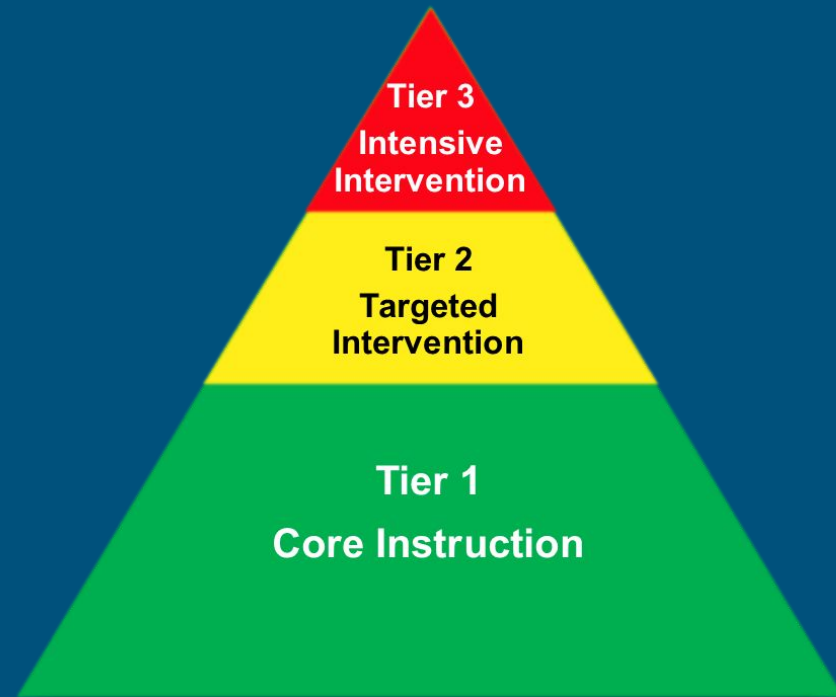 Tier 3
Intensive
Intervention
Tier 2
Targeted
Intervention
Tier 1
Core Instruction